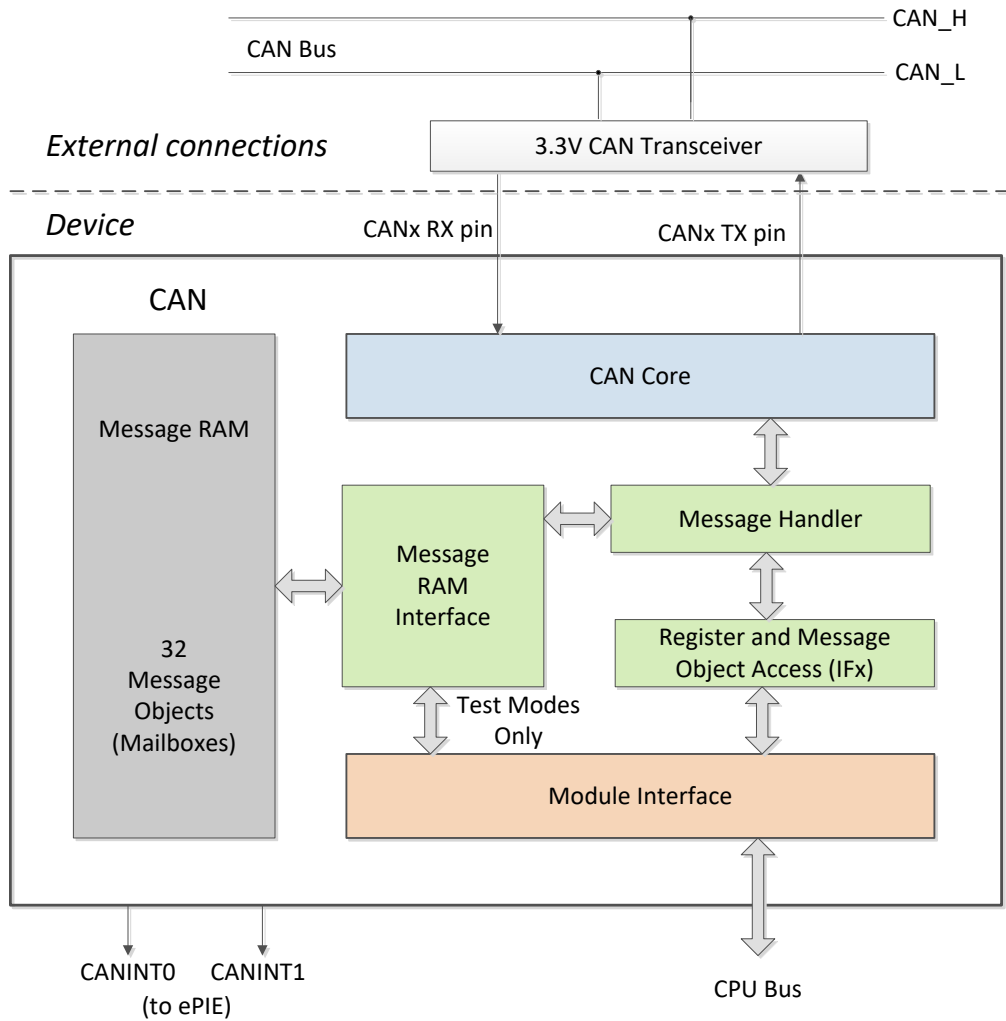 CAN_H
CAN Bus
CAN_L
External connections
3.3V CAN Transceiver
Device
CANx RX pin
CANx TX pin
CAN
CAN Core
Message RAM
Message Handler
Message
RAM
Interface
32
Message
Objects
(Mailboxes)
Register and Message
Object Access (IFx)
Test Modes
Only
Module Interface
CANINT0
CANINT1
(to ePIE)
CPU Bus